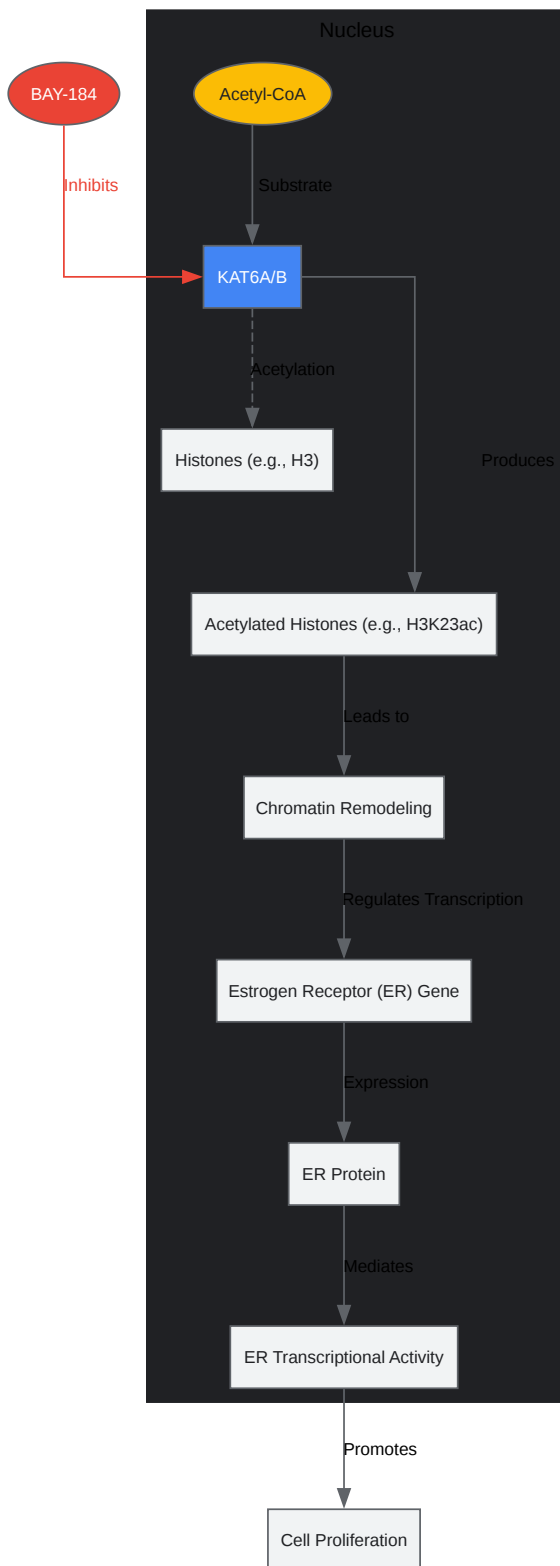 Nucleus
BAY-184
Acetyl-CoA
Inhibits
Substrate
KAT6A/B
Acetylation
Histones (e.g., H3)
Produces
Acetylated Histones (e.g., H3K23ac)
Leads to
Chromatin Remodeling
Regulates Transcription
Estrogen Receptor (ER) Gene
Expression
ER Protein
Mediates
ER Transcriptional Activity
Promotes
Cell Proliferation